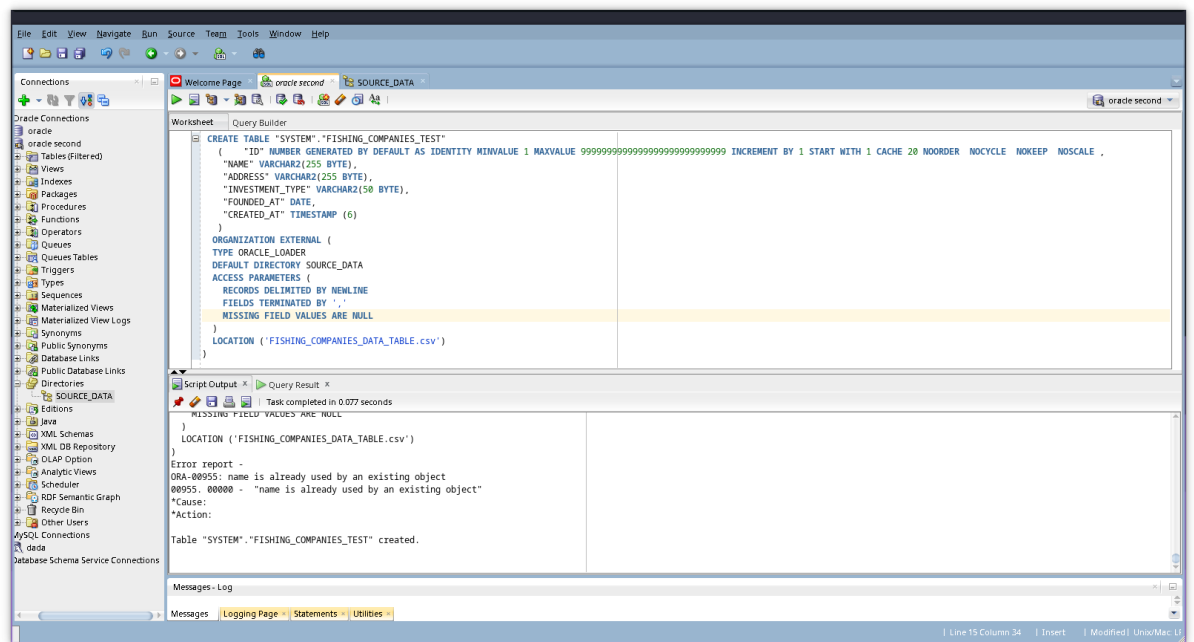 File Edit View Navigate Run Source Team Tools Window Help
Connections
Welcome Page
oracle second
SOURCE_DATA
oracle second
Worksheet Query Builder
Oracle Connections
oracle
oracle second
Tables (Filtered)
Views
Indexes
Packages
Procedures
Functions
Operators
Queues
Queues Tables
Triggers
Types
Sequences
Materialized Views
Materialized View Logs
Synonyms
Public Synonyms
Database Links
Public Database Links
Directories
SOURCE_DATA
Editions
Java
XML Schemas
XML DB Repository
OLAP Option
Analytic Views
Scheduler
RDF Semantic Graph
Recycle Bin
Other Users
MySQL Connections
dada
Database Schema Service Connections
CREATE TABLE "SYSTEM"."FISHING_COMPANIES_TEST"
( "ID" NUMBER GENERATED BY DEFAULT AS IDENTITY MINVALUE 1 MAXVALUE 9999999999999999999999999999 INCREMENT BY 1 START WITH 1 CACHE 20 NOORDER NOCYCLE NOKEEP NOSCALE ,
"NAME" VARCHAR2(255 BYTE),
"ADDRESS" VARCHAR2(255 BYTE),
"INVESTMENT_TYPE" VARCHAR2(50 BYTE),
"FOUNDED_AT" DATE,
"CREATED_AT" TIMESTAMP (6)
)
ORGANIZATION EXTERNAL (
TYPE ORACLE_LOADER
DEFAULT DIRECTORY SOURCE_DATA
ACCESS PARAMETERS (
RECORDS DELIMITED BY NEWLINE
FIELDS TERMINATED BY ','
MISSING FIELD VALUES ARE NULL
)
LOCATION ('FISHING_COMPANIES_DATA_TABLE.csv')
)
Script Output x Query Result x
Task completed in 0.077 seconds
MISSING FIELD VALUES ARE NULL
)
LOCATION ('FISHING_COMPANIES_DATA_TABLE.csv')
)
Error report -
ORA-00955: name is already used by an existing object
00955. 00000 - "name is already used by an existing object"
*Cause:
*Action:
Table "SYSTEM"."FISHING_COMPANIES_TEST" created.
Messages - Log
Messages Logging Page Statements Utilities
Line 15 Column 34 | Insert | Modified | Unix/Mac: LF